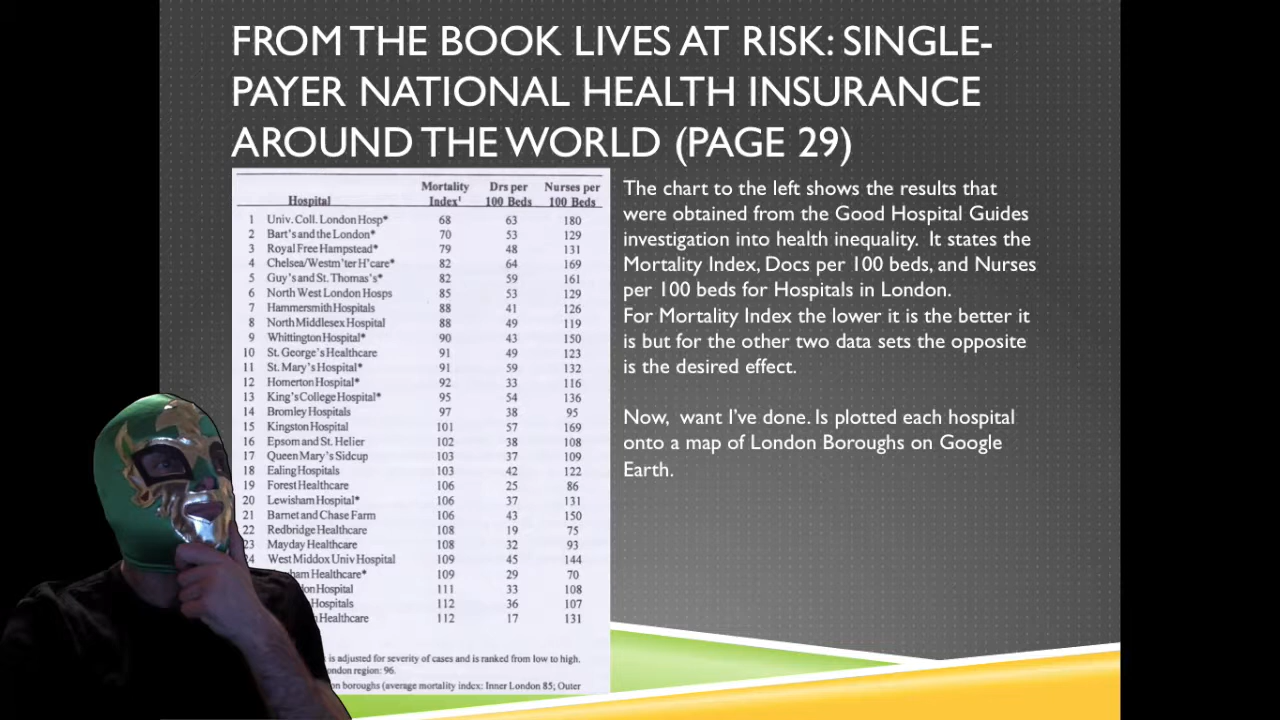 FROM THE BOOK LIVES AT RISK: SINGLE-
PAYER NATIONAL HEALTH INSURANCE
AROUND THE WORLD (PAGE 29)
Hospital Mortality Index¹ Drs per 100 Beds Nurses per 100 Beds
1 Univ. Coll. London Hosp* 68 63 180
2 Bart's and the London* 70 53 129
3 Royal Free Hampstead* 79 48 131
4 Chelsea/Westm'ter H'care* 82 64 169
5 Guy's and St. Thomas's* 82 59 161
6 North West London Hosps 85 53 129
7 Hammersmith Hospitals 88 41 126
8 North Middlesex Hospital 88 49 119
9 Whittington Hospital* 90 43 150
10 St. George's Healthcare 91 49 123
11 St. Mary's Hospital* 91 59 132
12 Homerton Hospital* 92 33 116
13 King's College Hospital* 95 54 136
14 Bromley Hospitals 97 38 95
15 Kingston Hospital 101 57 169
16 Epsom and St. Helier 102 38 108
17 Queen Mary's Sidcup 103 37 109
18 Ealing Hospitals 103 42 122
19 Forest Healthcare 106 25 86
20 Lewisham Hospital* 106 37 131
21 Barnet and Chase Farm 106 43 150
22 Redbridge Healthcare 108 19 75
23 Mayday Healthcare 108 32 93
24 West Middox Univ Hospital 109 45 144
Healthcare* 109 29 70
Hospital 111 33 108
Hospitals 112 36 107
Healthcare 112 17 131
is adjusted for severity of cases and is ranked from low to high.
region: 96.
boroughs (average mortality index: Inner London 85; Outer
The chart to the left shows the results that
were obtained from the Good Hospital Guides
investigation into health inequality. It states the
Mortality Index, Docs per 100 beds, and Nurses
per 100 beds for Hospitals in London.
For Mortality Index the lower it is the better it
is but for the other two data sets the opposite
is the desired effect.
Now, want I've done. Is plotted each hospital
onto a map of London Boroughs on Google
Earth.